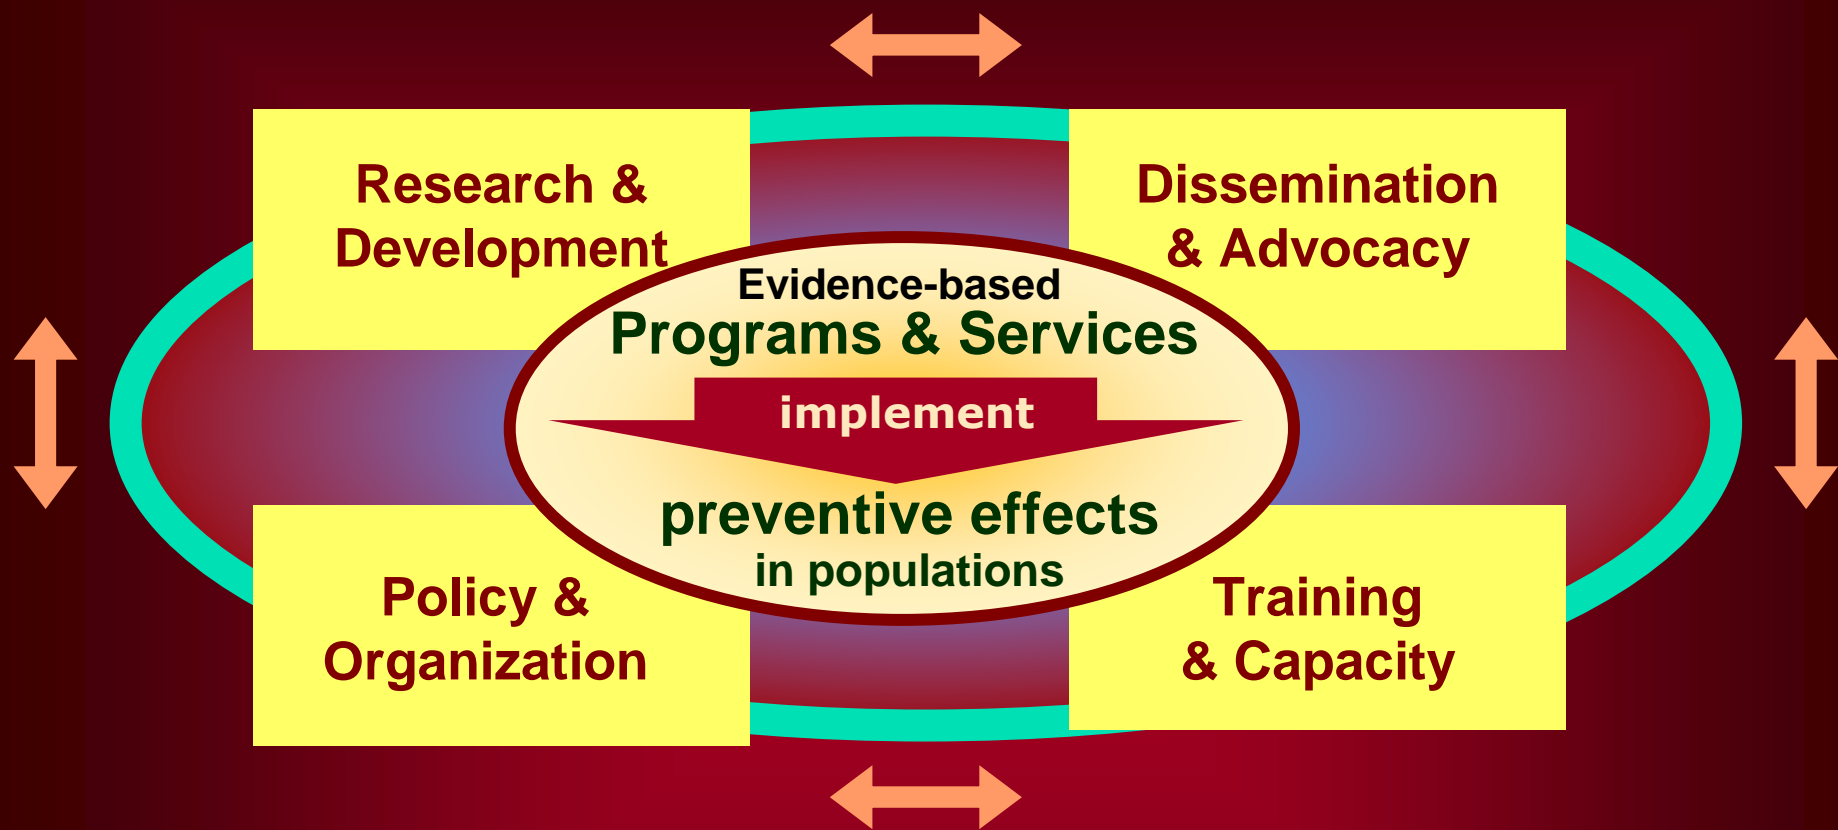 Research &
Development
Dissemination
& Advocacy
Evidence-based
Programs & Services
implement
preventive effects
in populations
Policy &
Organization
Training
& Capacity